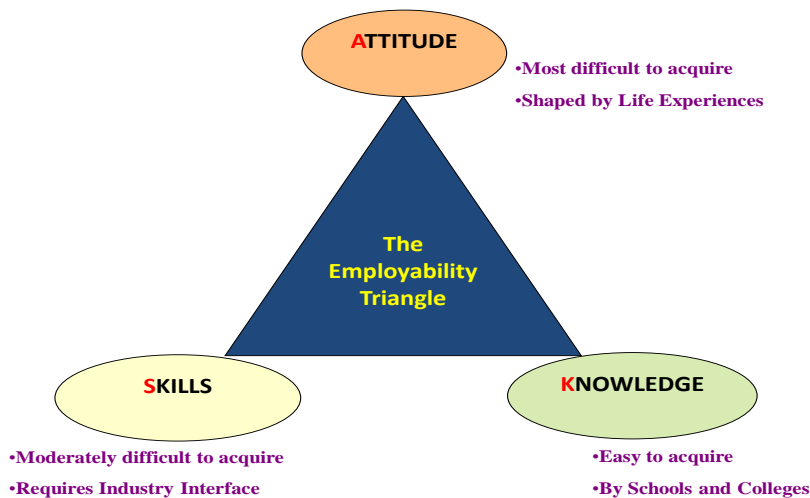 ATTITUDE
•Most difficult to acquire
•Shaped by Life Experiences
The
Employability
Triangle
SKILLS
•Moderately difficult to acquire
•Requires Industry Interface
KNOWLEDGE
•Easy to acquire
•By Schools and Colleges